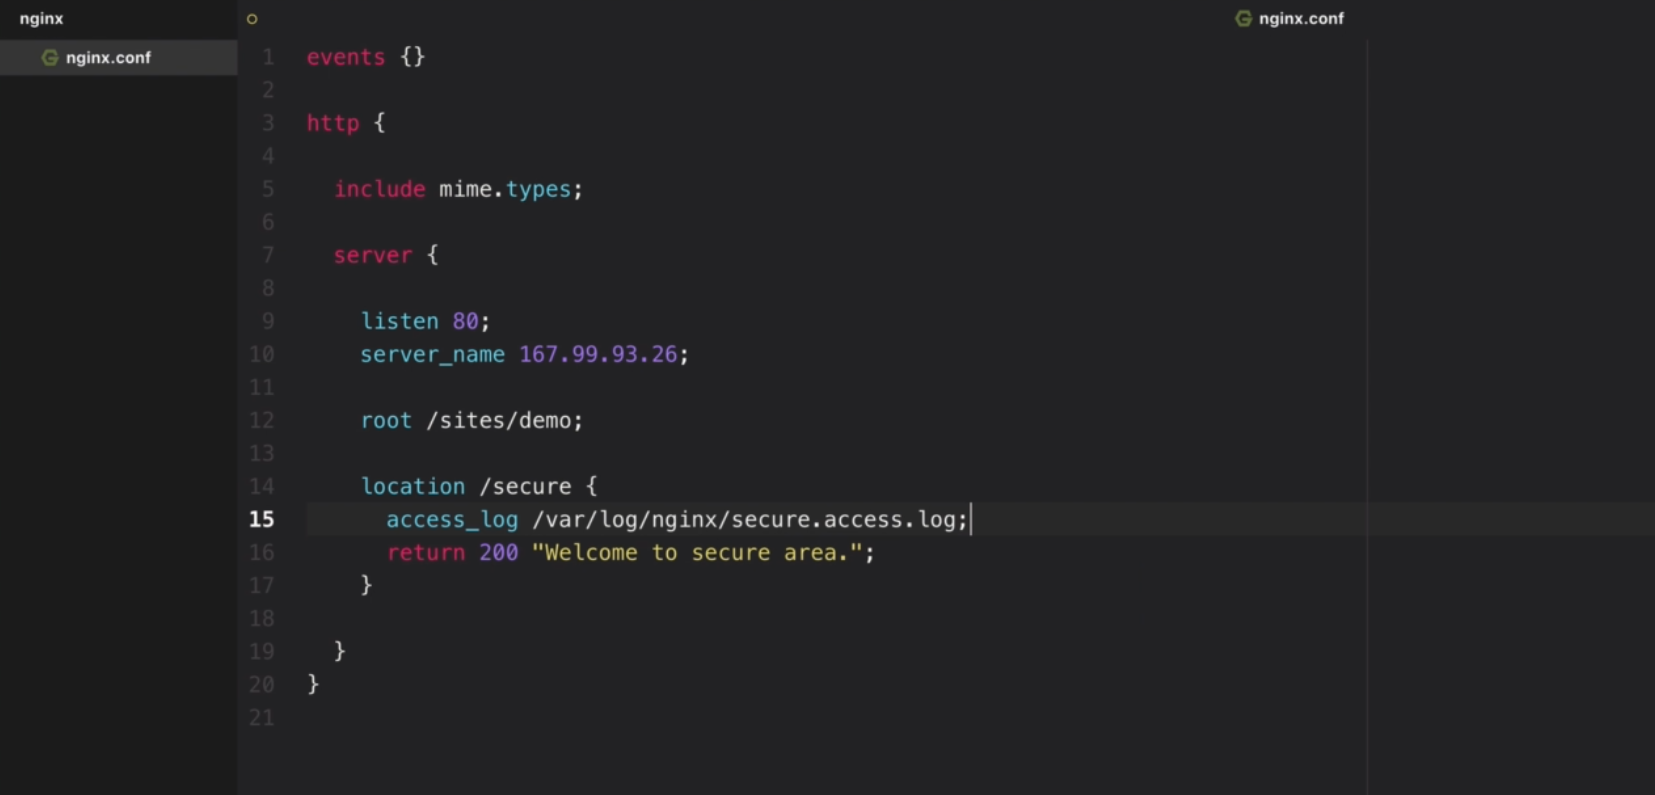 nginx
nginx.conf
nginx.conf
1 events {}
2
3 http {
4
5   include mime.types;
6
7   server {
8
9     listen 80;
10     server_name 167.99.93.26;
11
12     root /sites/demo;
13
14     location /secure {
15       access_log /var/log/nginx/secure.access.log;
16       return 200 "Welcome to secure area.";
17     }
18
19   }
20 }
21